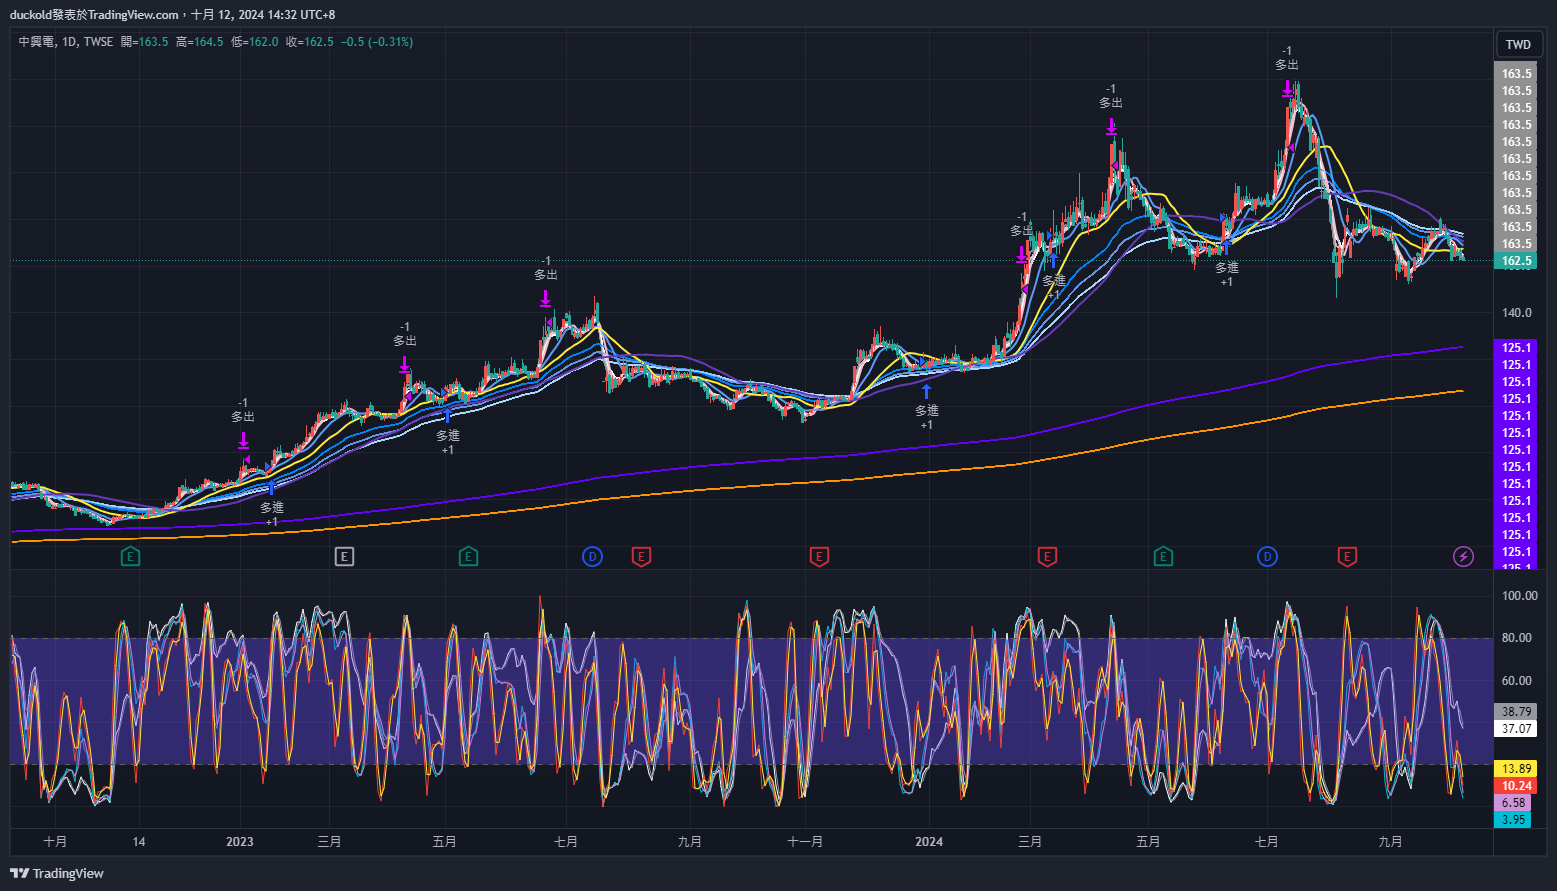 duckold發表於TradingView.com，十月 12, 2024 14:32 UTC+8
中興電, 1D, TWSE 開=163.5 高=164.5 低=162.0 收=162.5 −0.5 (−0.31%)
TWD
-1
多出
-1
多出
-1
多出
-1
多出
-1
多出
-1
多出
多進
+1
多進
+1
多進
+1
多進
+1
多進
+1
163.5
163.5
163.5
163.5
163.5
163.5
163.5
163.5
163.5
163.5
163.5
162.5
140.0
125.1
125.1
125.1
125.1
125.1
125.1
125.1
125.1
125.1
125.1
125.1
125.1
125.1
125.1
E
E
E
D
E
E
E
E
D
E
100.00
80.00
60.00
38.79
37.07
13.89
10.24
6.58
3.95
十月
14
2023
三月
五月
七月
九月
十一月
2024
三月
五月
七月
九月
TradingView